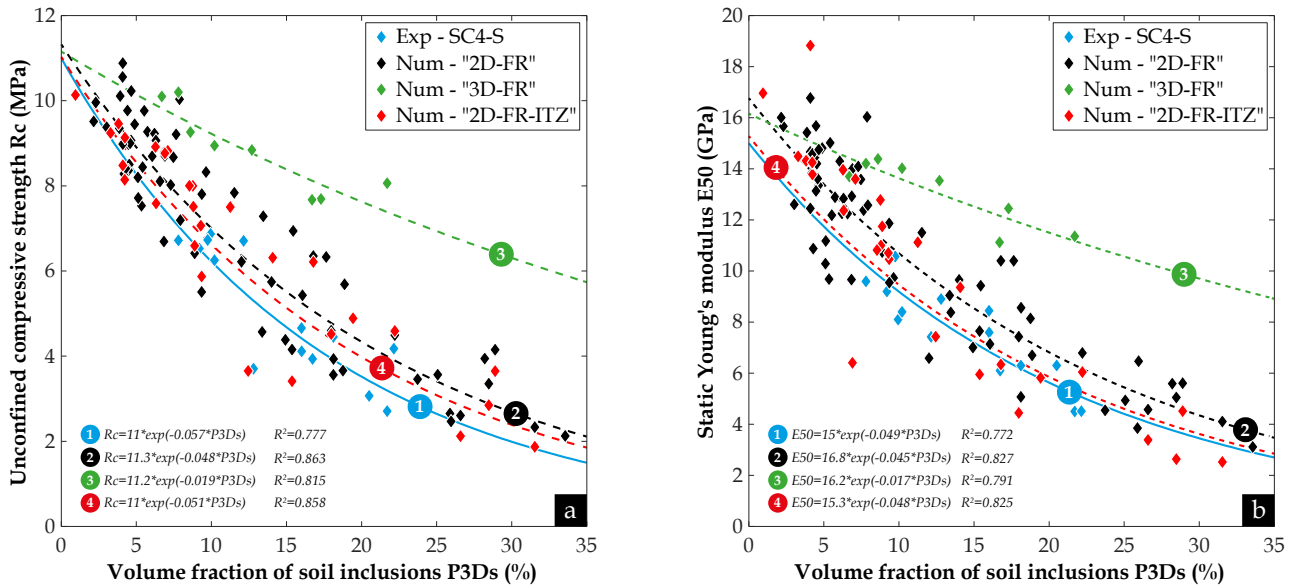 Unconfined compressive strength Rc (MPa)
12
10
8
6
4
2
0
Exp - SC4-S
Num - "2D-FR"
Num - "3D-FR"
Num - "2D-FR-ITZ"
3
4
1
2
1 Rc=11*exp(-0.057*P3Ds) R²=0.777
2 Rc=11.3*exp(-0.048*P3Ds) R²=0.863
3 Rc=11.2*exp(-0.019*P3Ds) R²=0.815
4 Rc=11*exp(-0.051*P3Ds) R²=0.858
a
0 5 10 15 20 25 30 35
Volume fraction of soil inclusions P3Ds (%)
Static Young's modulus E50 (GPa)
20
18
16
14
12
10
8
6
4
2
0
Exp - SC4-S
Num - "2D-FR"
Num - "3D-FR"
Num - "2D-FR-ITZ"
4
3
1
2
1 E50=15*exp(-0.049*P3Ds) R²=0.772
2 E50=16.8*exp(-0.045*P3Ds) R²=0.827
3 E50=16.2*exp(-0.017*P3Ds) R²=0.791
4 E50=15.3*exp(-0.048*P3Ds) R²=0.825
b
0 5 10 15 20 25 30 35
Volume fraction of soil inclusions P3Ds (%)